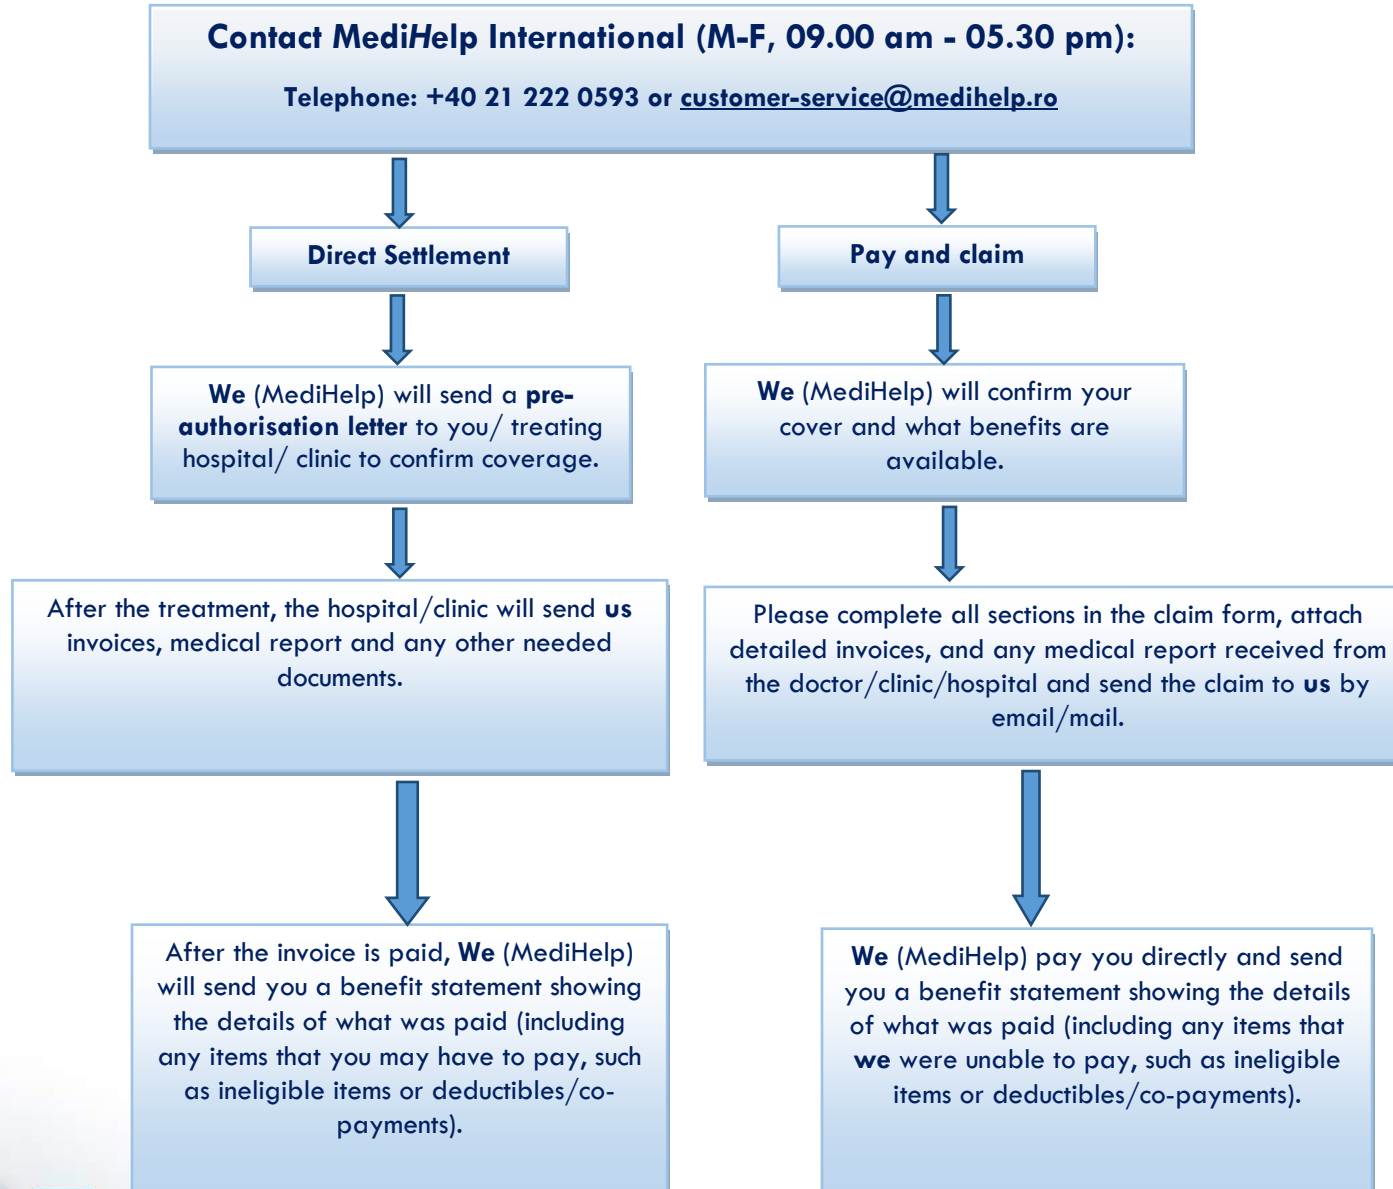 Contact MediHelp International (M-F, 09.00 am - 05.30 pm):
Telephone: +40 21 222 0593 or customer-service@medihelp.ro
Direct Settlement
We (MediHelp) will send a pre-
authorisation letter to you/ treating
hospital/ clinic to confirm coverage.
After the treatment, the hospital/clinic will send us
invoices, medical report and any other needed
documents.
After the invoice is paid, We (MediHelp)
will send you a benefit statement showing
the details of what was paid (including
any items that you may have to pay, such
as ineligible items or deductibles/co-
payments).
Pay and claim
We (MediHelp) will confirm your
cover and what benefits are
available.
Please complete all sections in the claim form, attach
detailed invoices, and any medical report received from
the doctor/clinic/hospital and send the claim to us by
email/mail.
We (MediHelp) pay you directly and send
you a benefit statement showing the details
of what was paid (including any items that
we were unable to pay, such as ineligible
items or deductibles/co-payments).